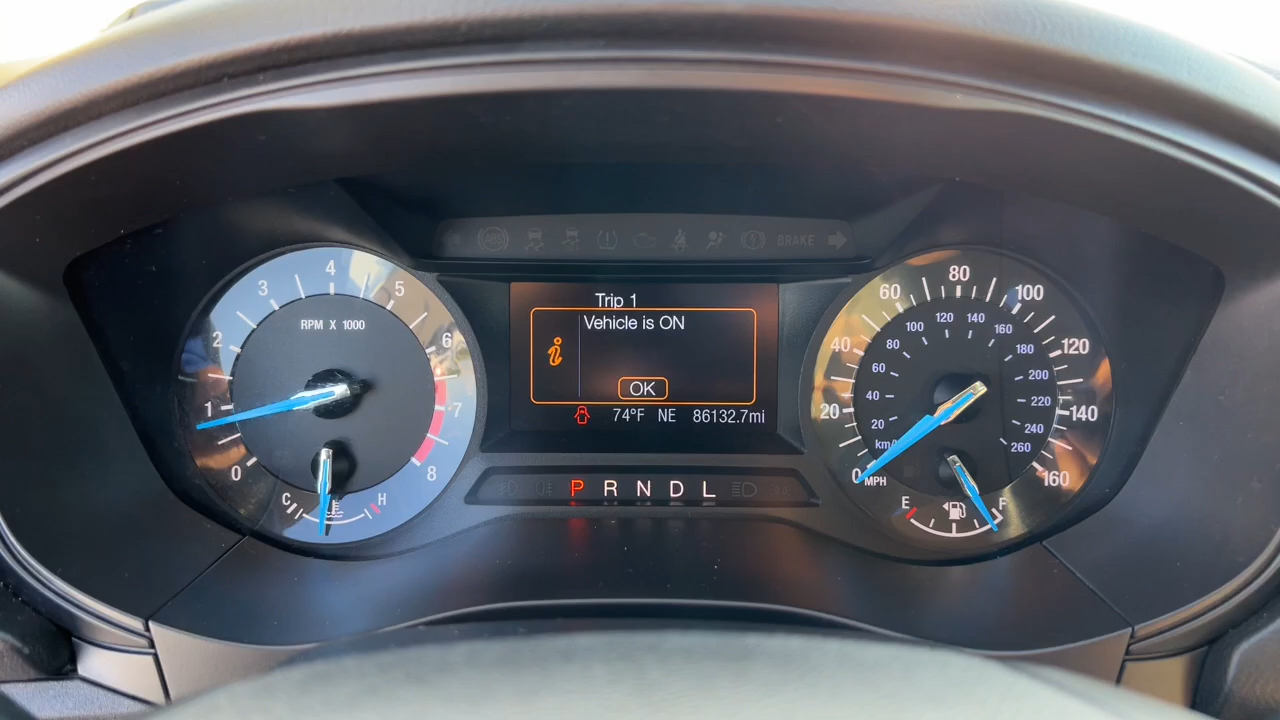 ABS
BRAKE
4
3
5
2
6
1
7
0
8
RPM X 1000
C
H
Trip 1
Vehicle is ON
i
OK
74°F NE 86132.7mi
P R N D L
80
60
100
40
120
20
140
0
160
MPH
120
140
100
160
80
180
60
200
40
220
20
240
km/
260
E
F